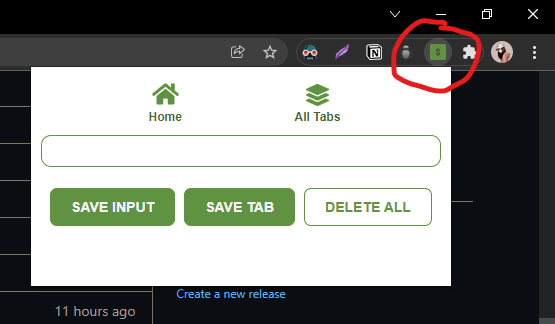 N
$
Home
All Tabs
SAVE INPUT
SAVE TAB
DELETE ALL
Create a new release
11 hours ago